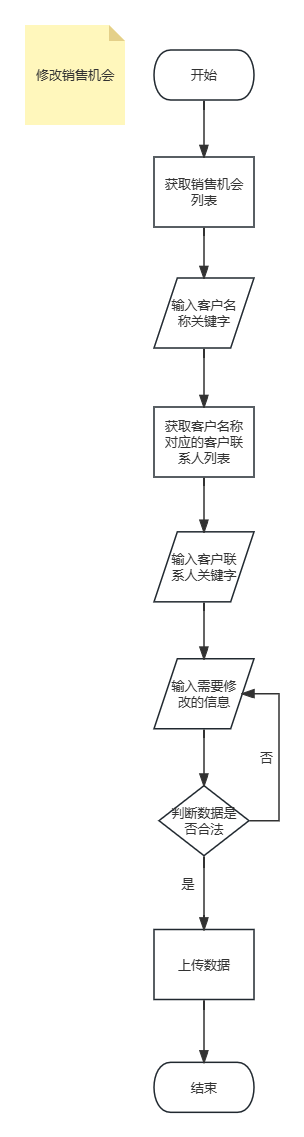 修改销售机会
开始
获取销售机会
列表
输入客户名
称关键字
获取客户名称
对应的客户联
系人列表
输入客户联
系人关键字
输入需要修
改的信息
否
判断数据是
否合法
是
上传数据
结束